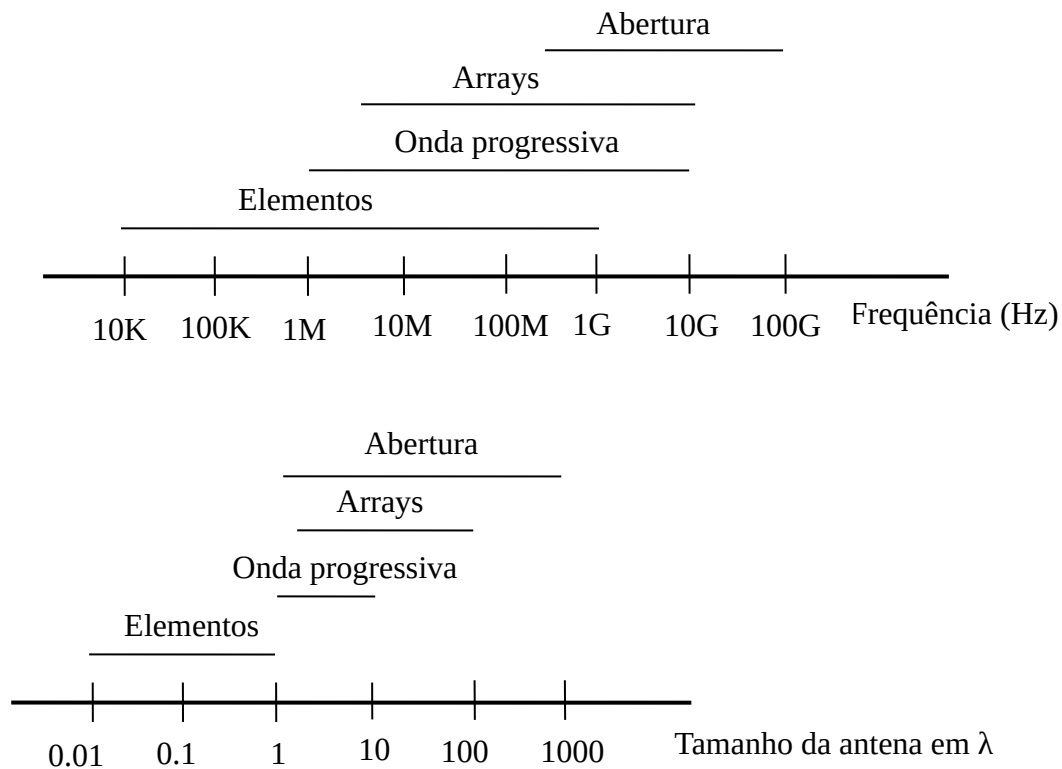 Abertura
Arrays
Onda progressiva
Elementos
10K 100K 1M 10M 100M 1G 10G 100G Frequência (Hz)
Abertura
Arrays
Onda progressiva
Elementos
0.01 0.1 1 10 100 1000 Tamanho da antena em λ